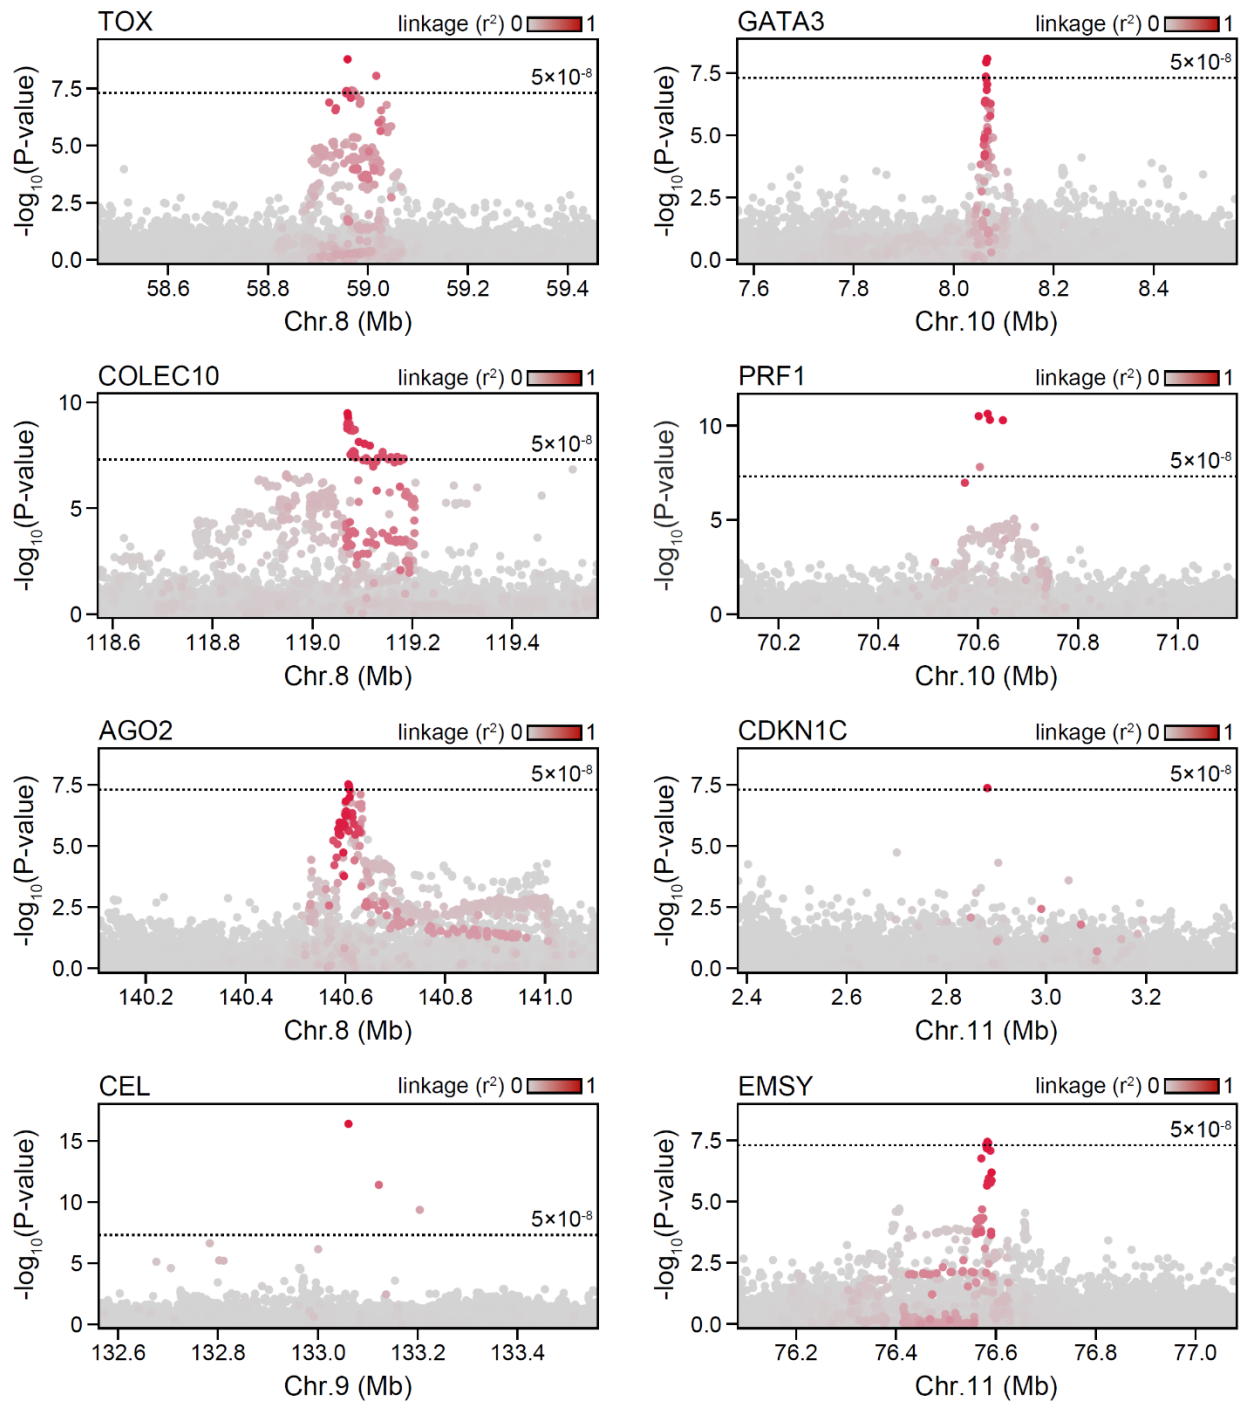 TOX
linkage (r²) 0 1
5×10⁻⁸
-log₁₀(P-value)
7.5
5.0
2.5
0.0
58.6 58.8 59.0 59.2 59.4
Chr.8 (Mb)
GATA3
linkage (r²) 0 1
5×10⁻⁸
-log₁₀(P-value)
7.5
5.0
2.5
0.0
7.6 7.8 8.0 8.2 8.4
Chr.10 (Mb)
COLEC10
linkage (r²) 0 1
5×10⁻⁸
-log₁₀(P-value)
10
5
0
118.6 118.8 119.0 119.2 119.4
Chr.8 (Mb)
PRF1
linkage (r²) 0 1
5×10⁻⁸
-log₁₀(P-value)
10
5
0
70.2 70.4 70.6 70.8 71.0
Chr.10 (Mb)
AGO2
linkage (r²) 0 1
5×10⁻⁸
-log₁₀(P-value)
7.5
5.0
2.5
0.0
140.2 140.4 140.6 140.8 141.0
Chr.8 (Mb)
CDKN1C
linkage (r²) 0 1
5×10⁻⁸
-log₁₀(P-value)
7.5
5.0
2.5
0.0
2.4 2.6 2.8 3.0 3.2
Chr.11 (Mb)
CEL
linkage (r²) 0 1
5×10⁻⁸
-log₁₀(P-value)
15
10
5
0
132.6 132.8 133.0 133.2 133.4
Chr.9 (Mb)
EMSY
linkage (r²) 0 1
5×10⁻⁸
-log₁₀(P-value)
7.5
5.0
2.5
0.0
76.2 76.4 76.6 76.8 77.0
Chr.11 (Mb)